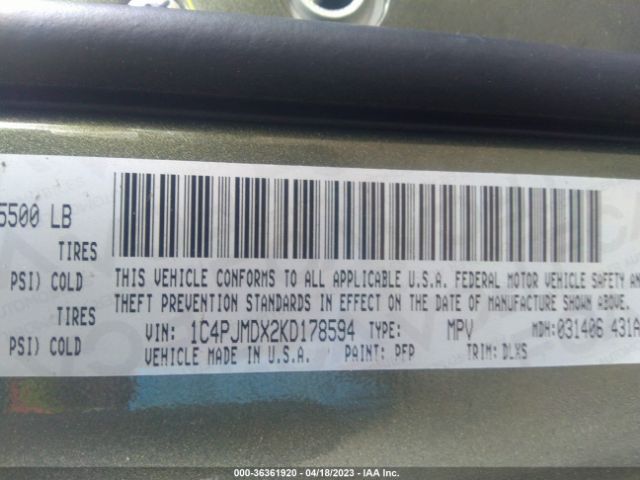 5500 LB
TIRES
PSI) COLD
TIRES
PSI) COLD
THIS VEHICLE CONFORMS TO ALL APPLICABLE U.S.A. FEDERAL MOTOR VEHICLE SAFETY AN
THEFT PREVENTION STANDARDS IN EFFECT ON THE DATE OF MANUFACTURE SHOWN ABOVE.
VIN: 1C4PJMDX2KD178594 TYPE: MPV MDH:031406 431A
VEHICLE MADE IN U.S.A. PAINT: PFP TRIM: DLXS
000-36361920 - 04/18/2023 - IAA Inc.